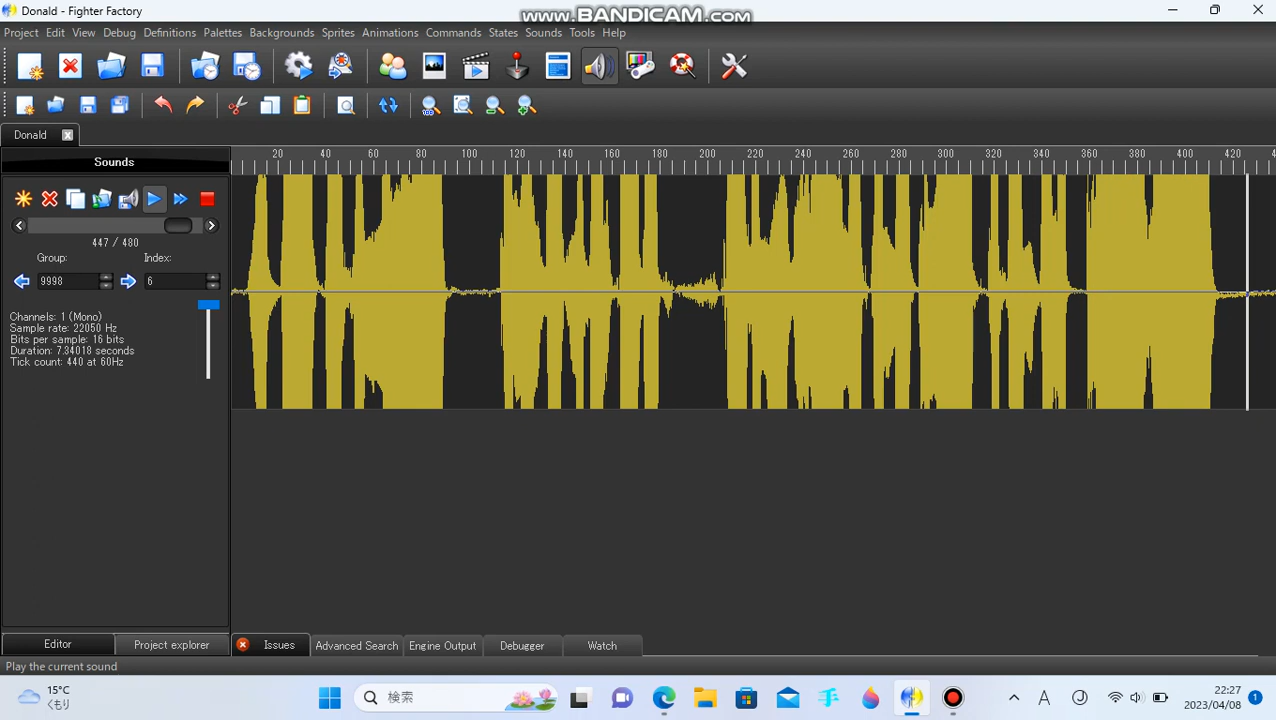 Donald - Fighter Factory
www.BANDICAM.com
Project Edit View Debug Definitions Palettes Backgrounds Sprites Animations Commands States Sounds Tools Help
100
Donald
Sounds
20 40 60 80 100 120 140 160 180 200 220 240 260 280 300 320 340 360 380 400 420
447 / 480
Group: Index:
9998 6
Channels: 1 (Mono)
Sample rate: 22050 Hz
Bits per sample: 16 bits
Duration: 7.34018 seconds
Tick count: 440 at 60Hz
Editor Project explorer Issues Advanced Search Engine Output Debugger Watch
Play the current sound
15°C
くもり
検索
A
22:27
2023/04/08
1